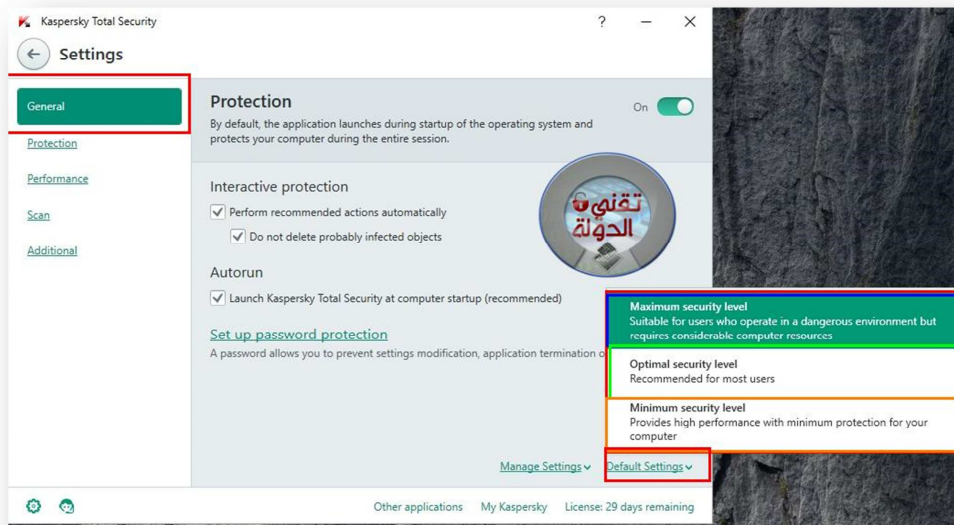 Kaspersky Total Security
?
Settings
General
Protection
Performance
Scan
Additional
Protection
On
By default, the application launches during startup of the operating system and
protects your computer during the entire session.
Interactive protection
Perform recommended actions automatically
Do not delete probably infected objects
تقني
الدولة
Autorun
Launch Kaspersky Total Security at computer startup (recommended)
Set up password protection
A password allows you to prevent settings modification, application termination o
Maximum security level
Suitable for users who operate in a dangerous environment but
requires considerable computer resources
Optimal security level
Recommended for most users
Minimum security level
Provides high performance with minimum protection for your
computer
Manage Settings
Default Settings
Other applications
My Kaspersky
License: 29 days remaining